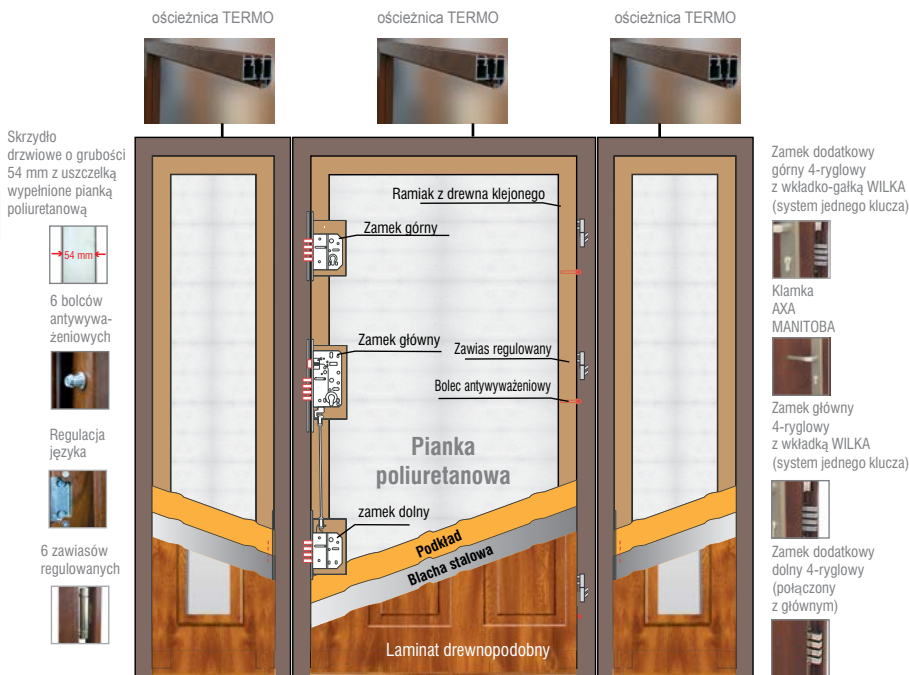 ościeżnica TERMO
ościeżnica TERMO
ościeżnica TERMO
Skrzydło
drzwiowe o grubości
54 mm z uszczelką
wypełnione pianką
poliuretanową
54 mm
6 bolców
antywywa-
żeniowych
Regulacja
języka
6 zawiasów
regulowanych
Ramiak z drewna klejonego
Zamek górny
Zamek główny
Zawias regulowany
Bolec antywyważeniowy
Pianka
poliuretanowa
zamek dolny
Podkład
Blacha stalowa
Laminat drewnopodobny
Zamek dodatkowy
górny 4-ryglowy
z wkładko-gałką WILKA
(system jednego klucza)
Klamka
AXA
MANITOBA
Zamek główny
4-ryglowy
z wkładką WILKA
(system jednego klucza)
Zamek dodatkowy
dolny 4-ryglowy
(połączony
z głównym)